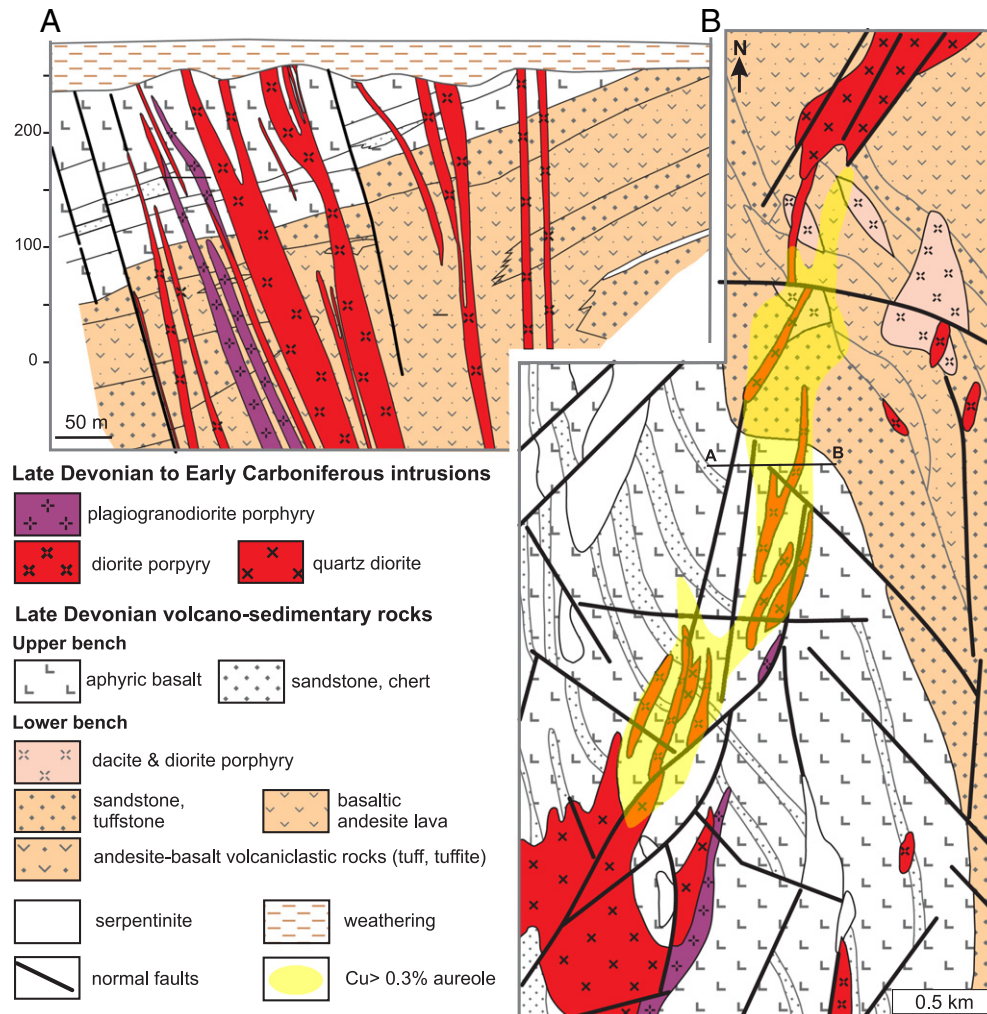 A
B
N
200
100
0
50 m
A
B
Late Devonian to Early Carboniferous intrusions
plagiogranodiorite porphyry
diorite porpyry
quartz diorite
Late Devonian volcano-sedimentary rocks
Upper bench
aphyric basalt
sandstone, chert
Lower bench
dacite & diorite porphyry
sandstone,
tuffstone
basaltic
andesite lava
andesite-basalt volcaniclastic rocks (tuff, tuffite)
serpentinite
weathering
normal faults
Cu> 0.3% aureole
0.5 km